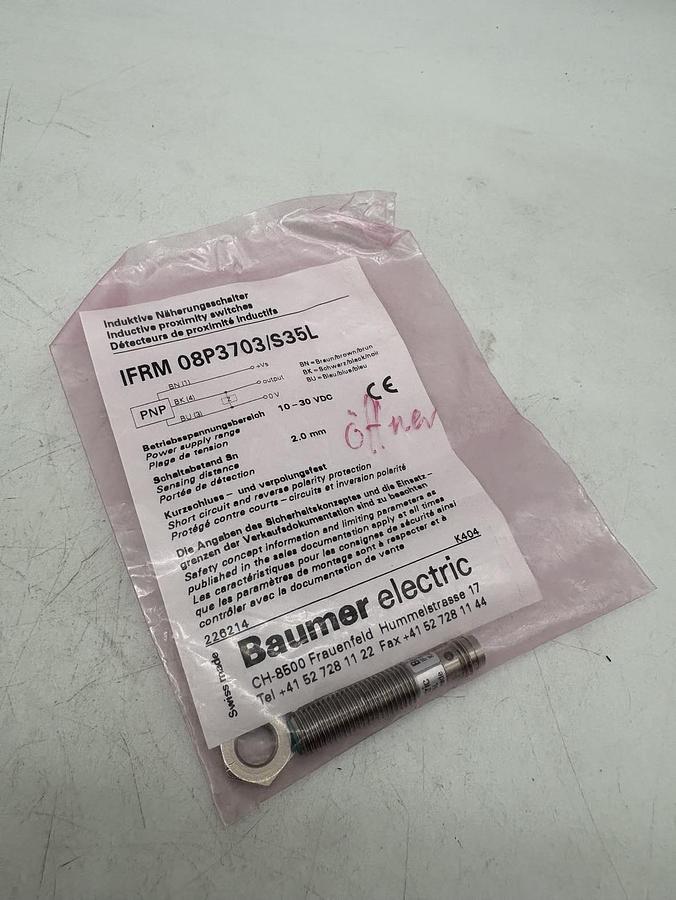 Induktive Näherungsschalter
Inductive proximity switches
Détecteurs de proximité inductifs
IFRM 08P3703/S35L
BN (1)
+Vs
BK (4)
output
PNP
Z
BU (3)
0 V
BN = Braun/brown/brun
BK = Schwarz/black/noir
BU = Blau/blue/bleu
CE
Betriebsspannungsbereich
Power supply range
Plage de tension
10-30 VDC
Öffner
Schaltabstand Sn
Sensing distance
Portée de détection
2.0 mm
Kurzschluss- und verpolungsfest
Short circuit and reverse polarity protection
Protégé contre courts-circuits et inversion polarité
Die Angaben des Sicherheitskonzeptes und die Einsatz-
grenzen der Verkaufsdokumentation sind zu beachten
Safety concept information and limiting parameters as
published in the sales documentation apply at all times
Les caractéristiques pour les consignes de sécurité ainsi
que les paramètres de montage sont à respecter et à
contrôler avec la documentation de vente
226214
K404
Swiss made
Baumer electric
CH-8500 Frauenfeld Hummelstrasse 17
Tel +41 52 728 11 22 Fax +41 52 728 11 44